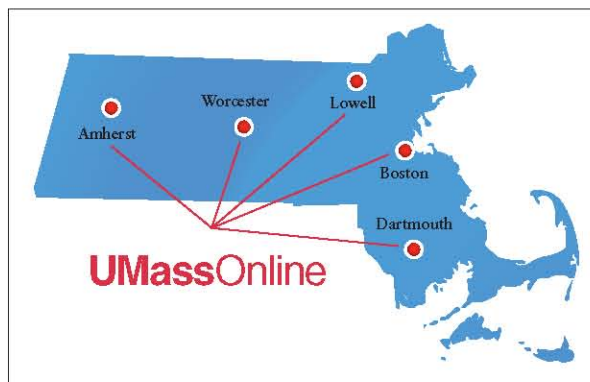 Lowell
Worcester
Amherst
Boston
Dartmouth
UMassOnline